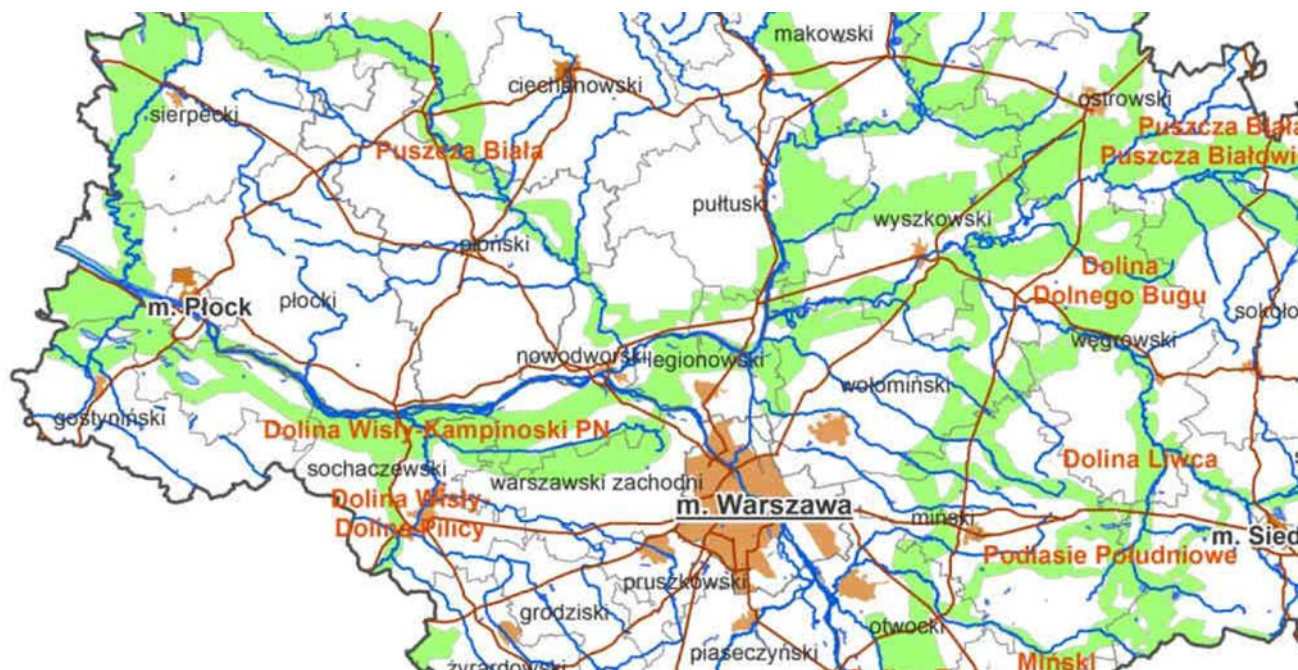 makowski
ciechanowski
ostrowski
sierpecki
Puszcza Biała
Puszcza Biała
Puszcza Białowi
pułtuski
wyszkowski
płoński
Dolina
Dolnego Bugu
płocki
m. Płock
sokoło
węgrowski
nowodworski
legionowski
wołomiński
gostyniński
Dolina Wisły-Kampinoski PN
sochaczewski
warszawski zachodni
Dolina Liwca
Dolina Wisły-
Dolina Pilicy
m. Warszawa
miński
m. Sied
Podlasie Południowe
pruszkowski
grodziski
otwocki
piaseczyński
Miński
żyrardowski